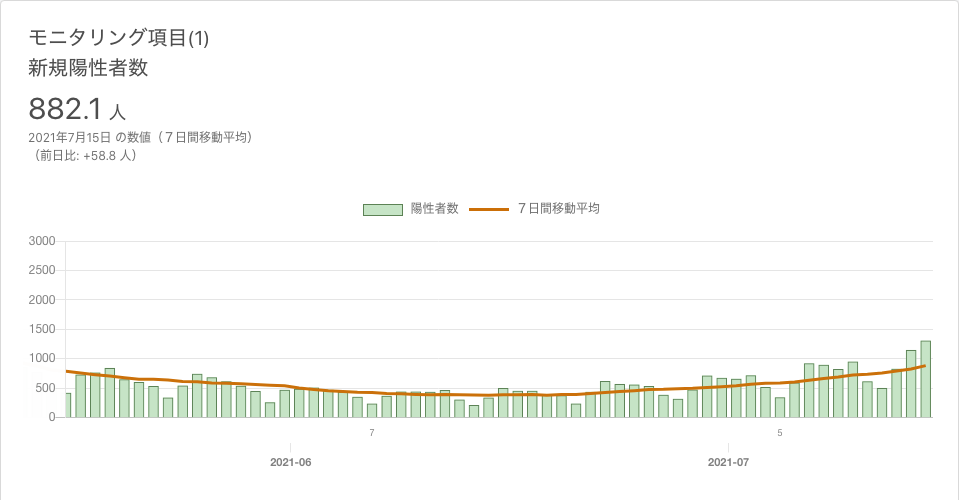 モニタリング項目(1)
新規陽性者数
882.1 人
2021年7月15日 の数値（７日間移動平均）
（前日比: +58.8 人）
陽性者数 ７日間移動平均
3000
2500
2000
1500
1000
500
0
7 5
2021-06 2021-07